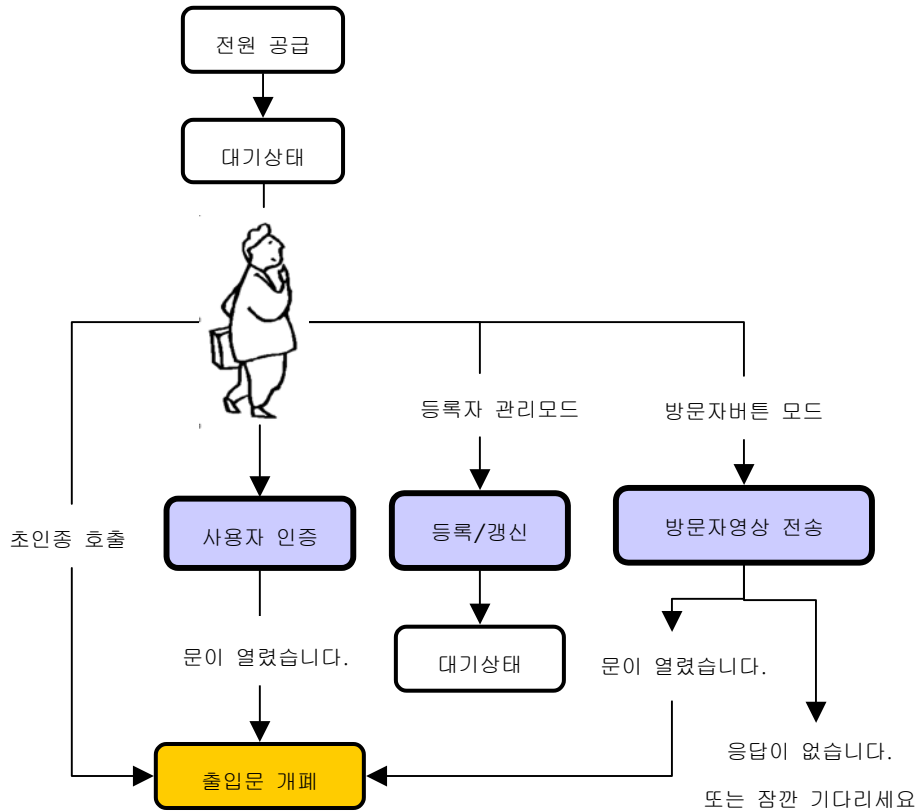 전원 공급
대기상태
등록자 관리모드
방문자버튼 모드
초인종 호출
사용자 인증
등록/갱신
방문자영상 전송
문이 열렸습니다.
대기상태
문이 열렸습니다.
출입문 개폐
응답이 없습니다.
또는 잠깐 기다리세요